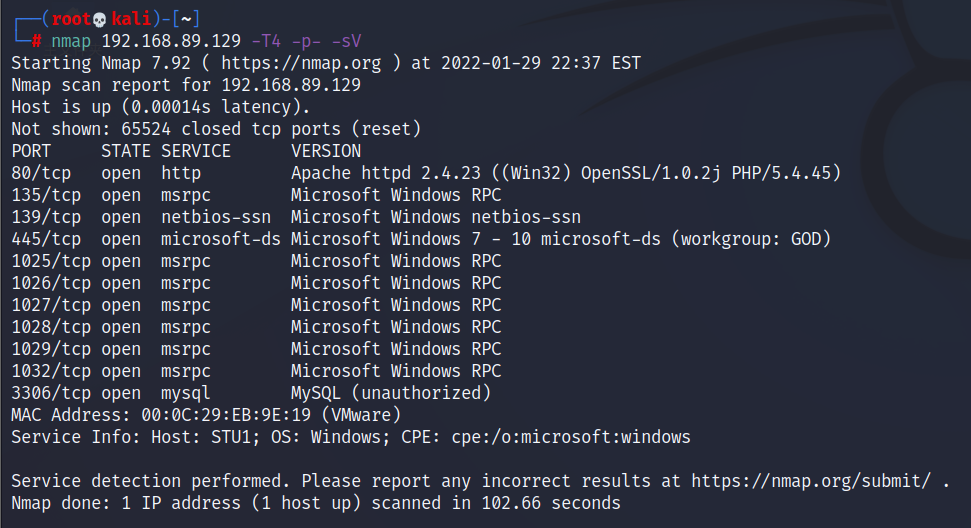 ┌──(root💀kali)-[~]
└─# nmap 192.168.89.129 -T4 -p- -sV
Starting Nmap 7.92 ( https://nmap.org ) at 2022-01-29 22:37 EST
Nmap scan report for 192.168.89.129
Host is up (0.00014s latency).
Not shown: 65524 closed tcp ports (reset)
PORT     STATE SERVICE      VERSION
80/tcp   open  http         Apache httpd 2.4.23 ((Win32) OpenSSL/1.0.2j PHP/5.4.45)
135/tcp  open  msrpc        Microsoft Windows RPC
139/tcp  open  netbios-ssn  Microsoft Windows netbios-ssn
445/tcp  open  microsoft-ds Microsoft Windows 7 - 10 microsoft-ds (workgroup: GOD)
1025/tcp open  msrpc        Microsoft Windows RPC
1026/tcp open  msrpc        Microsoft Windows RPC
1027/tcp open  msrpc        Microsoft Windows RPC
1028/tcp open  msrpc        Microsoft Windows RPC
1029/tcp open  msrpc        Microsoft Windows RPC
1032/tcp open  msrpc        Microsoft Windows RPC
3306/tcp open  mysql        MySQL (unauthorized)
MAC Address: 00:0C:29:EB:9E:19 (VMware)
Service Info: Host: STU1; OS: Windows; CPE: cpe:/o:microsoft:windows

Service detection performed. Please report any incorrect results at https://nmap.org/submit/ .
Nmap done: 1 IP address (1 host up) scanned in 102.66 seconds